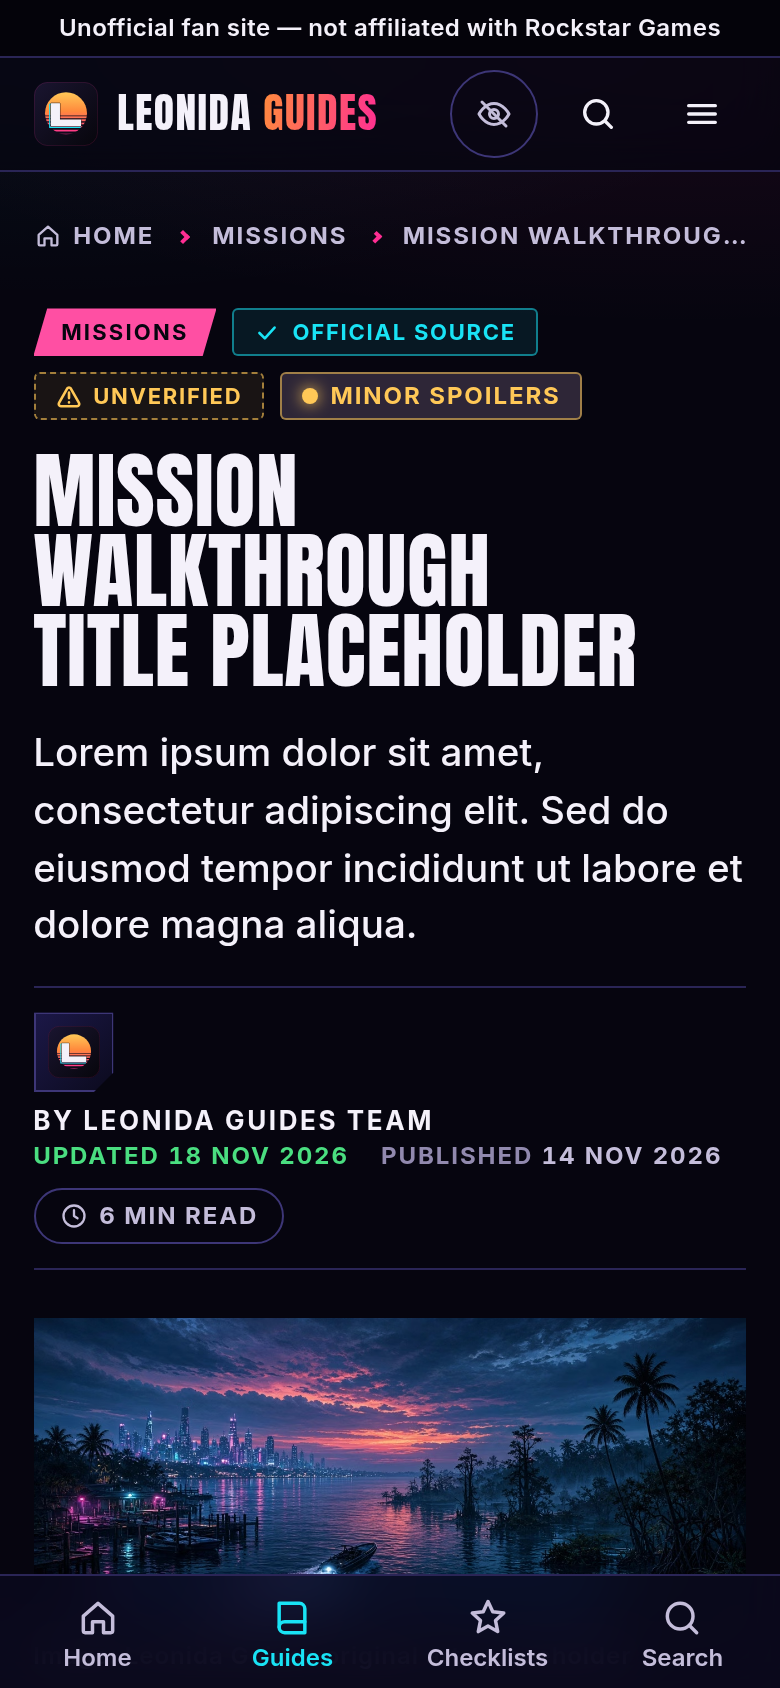 Unofficial fan site — not affiliated with Rockstar Games
LEONIDA GUIDES
HOME > MISSIONS > MISSION WALKTHROUG...
MISSIONS
OFFICIAL SOURCE
UNVERIFIED
MINOR SPOILERS
MISSION
WALKTHROUGH
TITLE PLACEHOLDER
Lorem ipsum dolor sit amet,
consectetur adipiscing elit. Sed do
eiusmod tempor incididunt ut labore et
dolore magna aliqua.
BY LEONIDA GUIDES TEAM
UPDATED 18 NOV 2026 PUBLISHED 14 NOV 2026
6 MIN READ
Home Guides Checklists Search